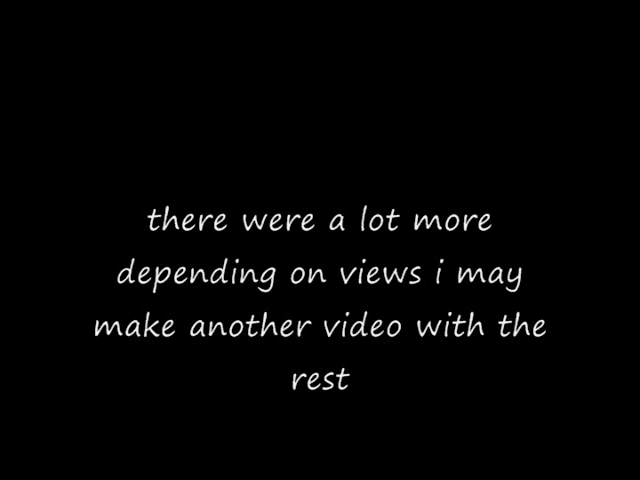 there were a lot more
depending on views i may
make another video with the
rest